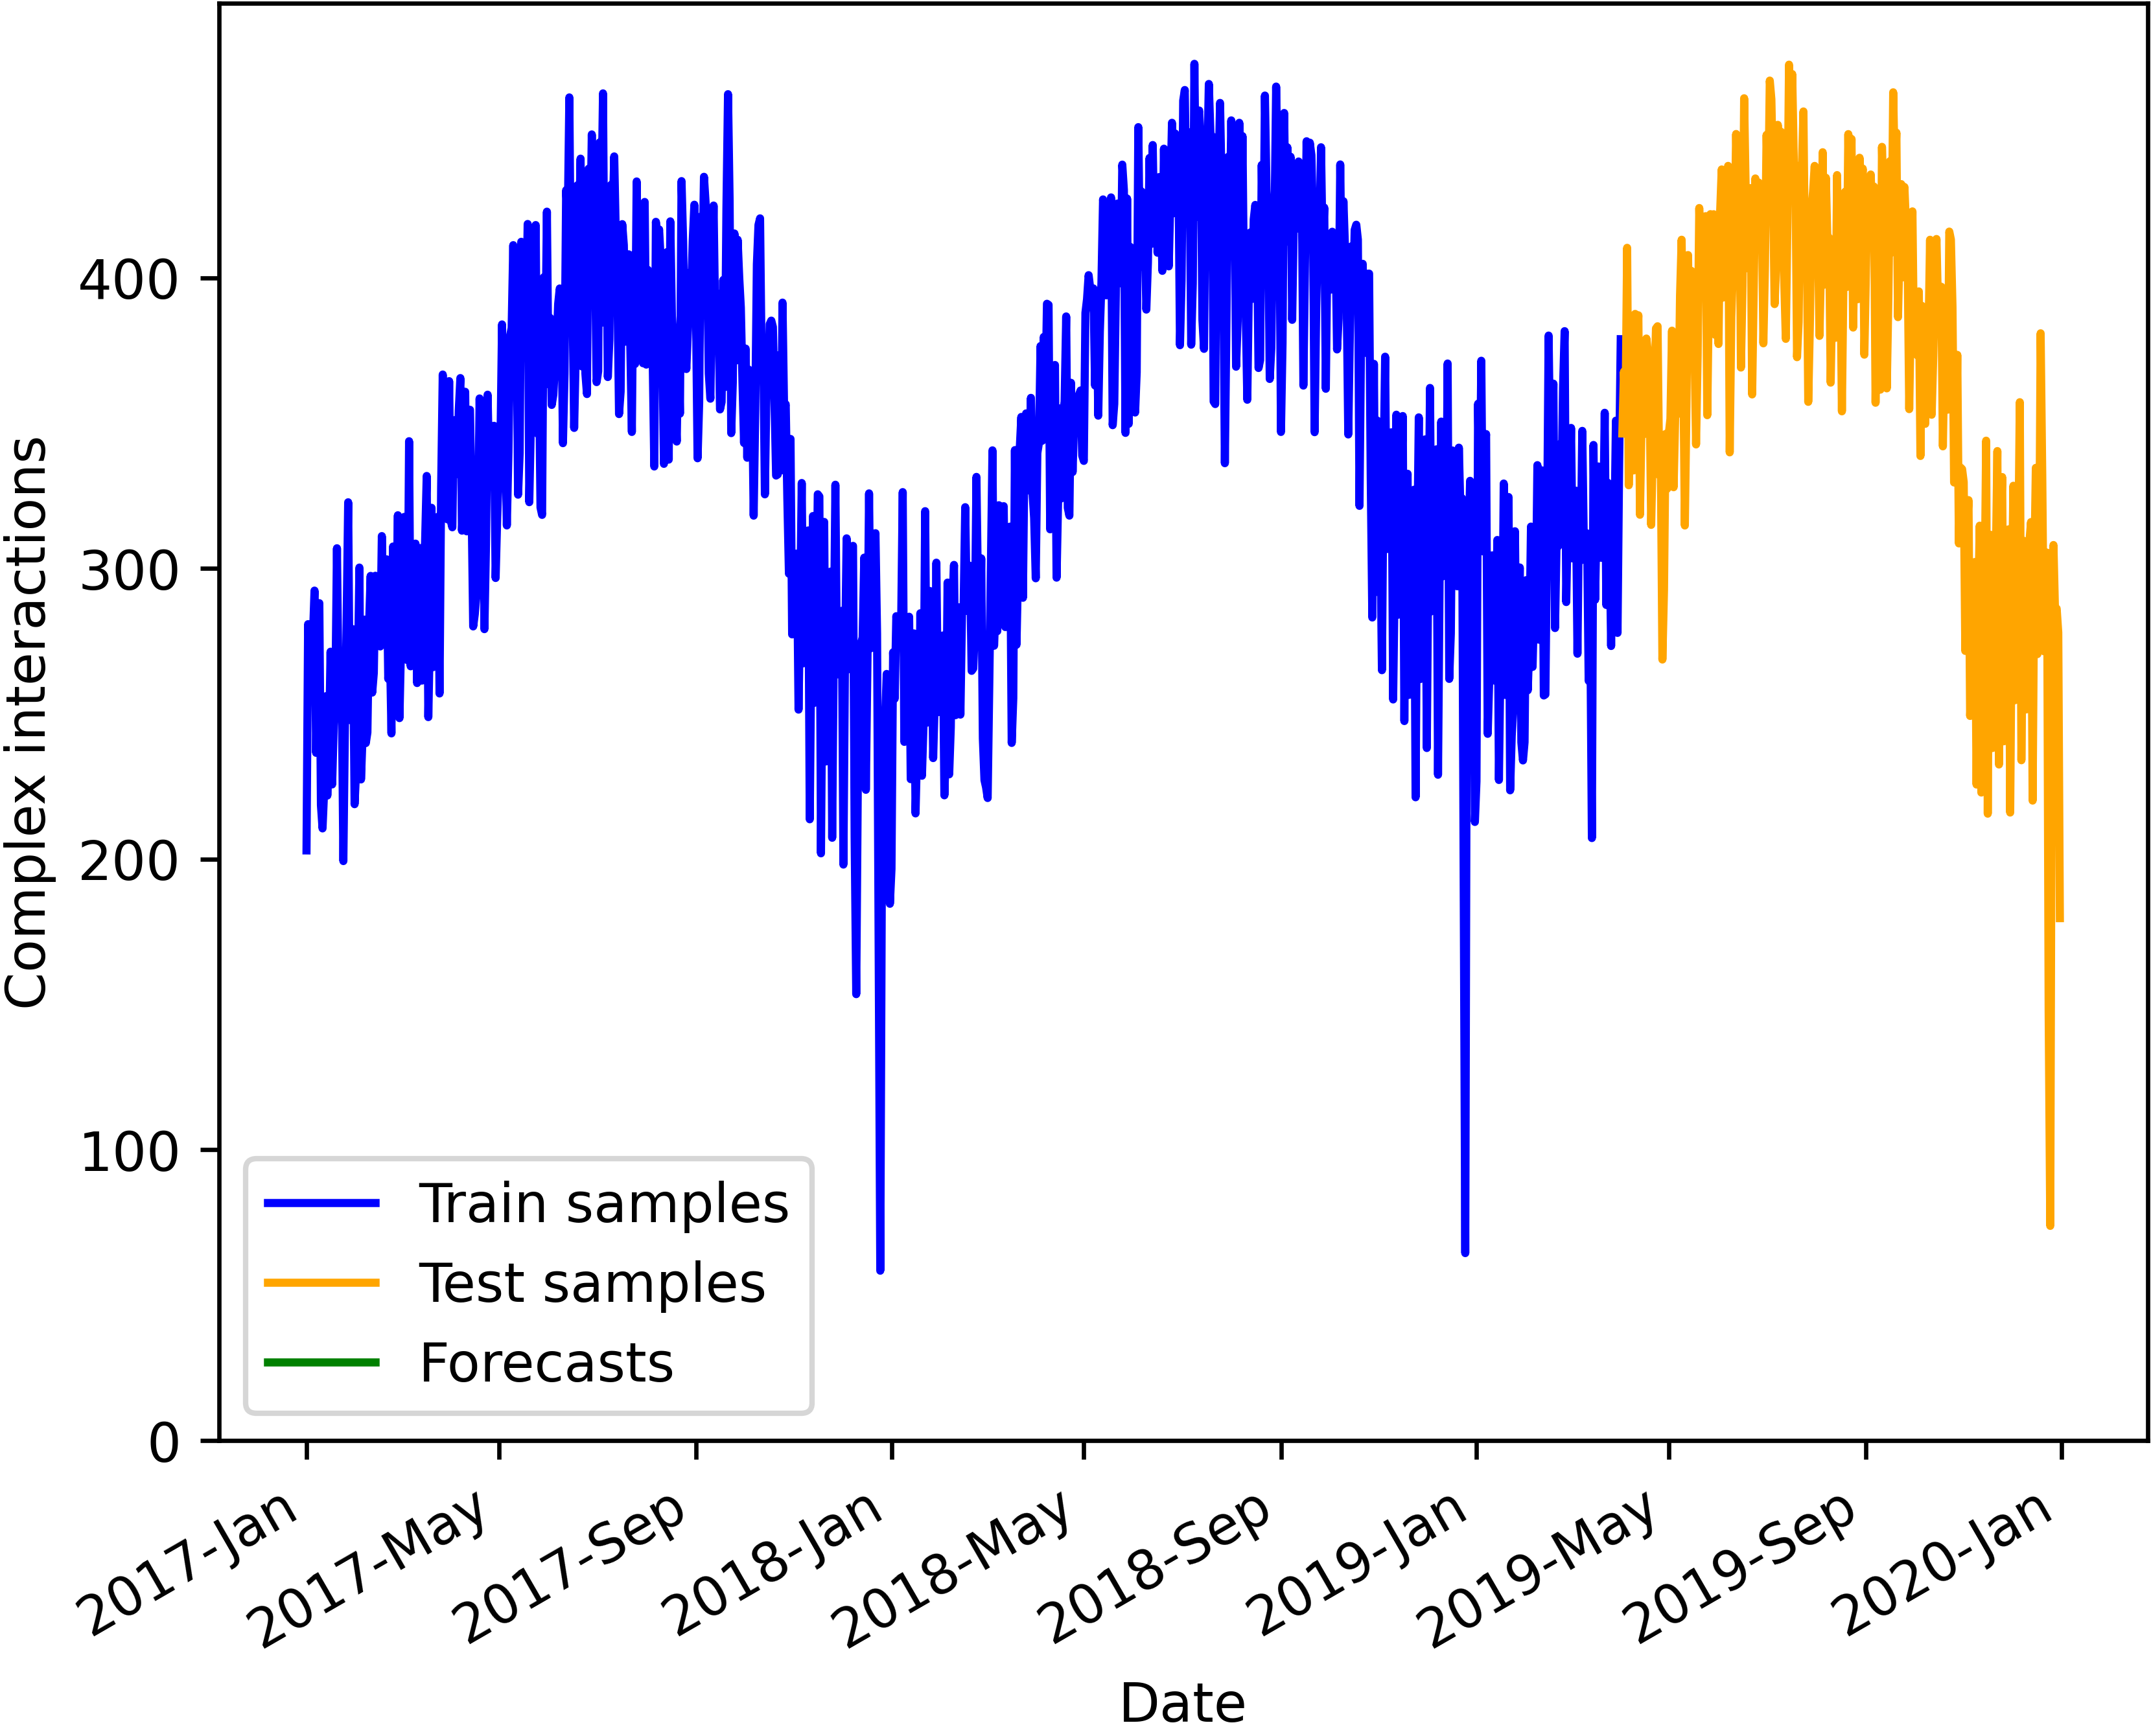 Complex interactions
400
300
200
100
0
Train samples
Test samples
Forecasts
2017-Jan
2017-May
2017-Sep
2018-Jan
2018-May
2018-Sep
2019-Jan
2019-May
2019-Sep
2020-Jan
Date